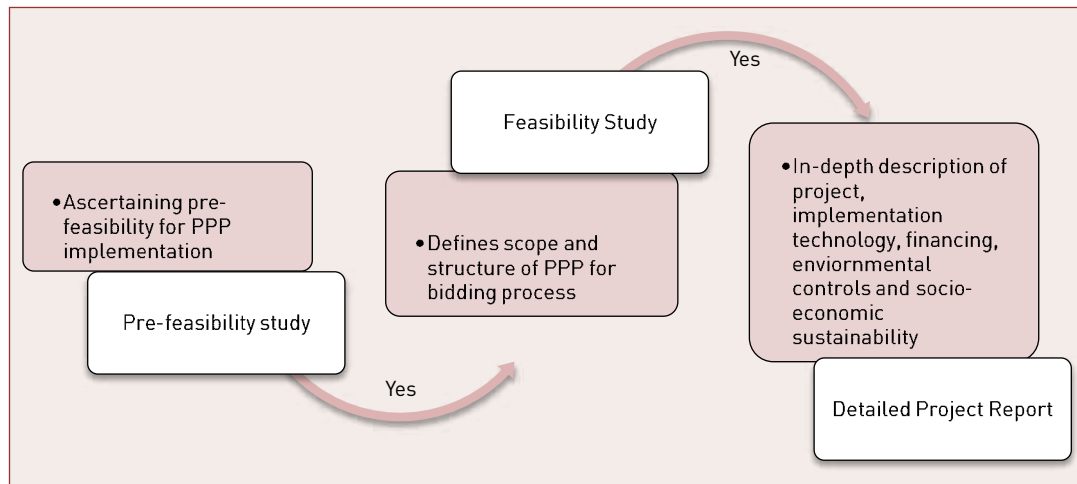 •Ascertaining pre-
feasibility for PPP
implementation
Pre-feasibility study
Yes
Feasibility Study
•Defines scope and
structure of PPP for
bidding process
Yes
•In-depth description of
project,
implementation
technology, financing,
enviornmental
controls and socio-
economic
sustainability
Detailed Project Report